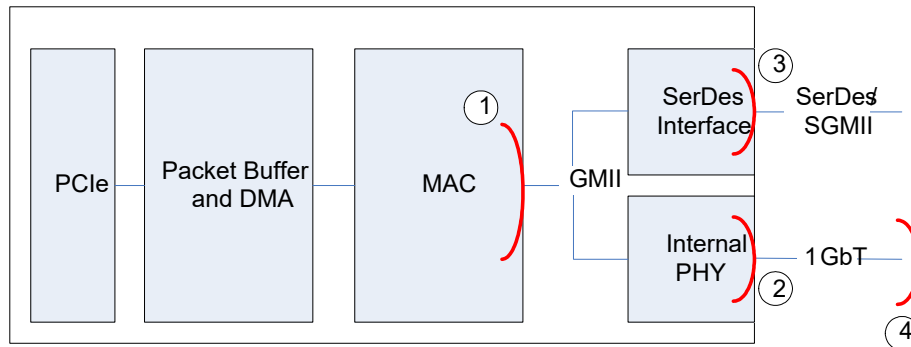 PCIe
Packet Buffer
and DMA
1
MAC
GMII
SerDes
Interface
3
SerDes/
SGMII
Internal
PHY
2
1GbT
4